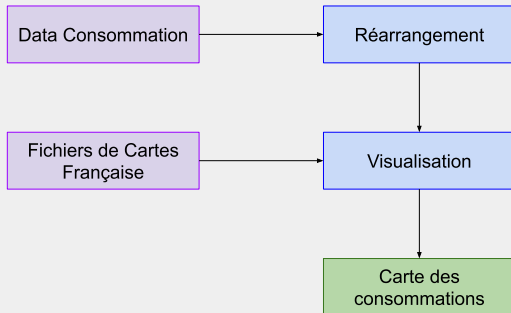 Data Consommation
Réarrangement
Fichiers de Cartes
Française
Visualisation
Carte des
consommations